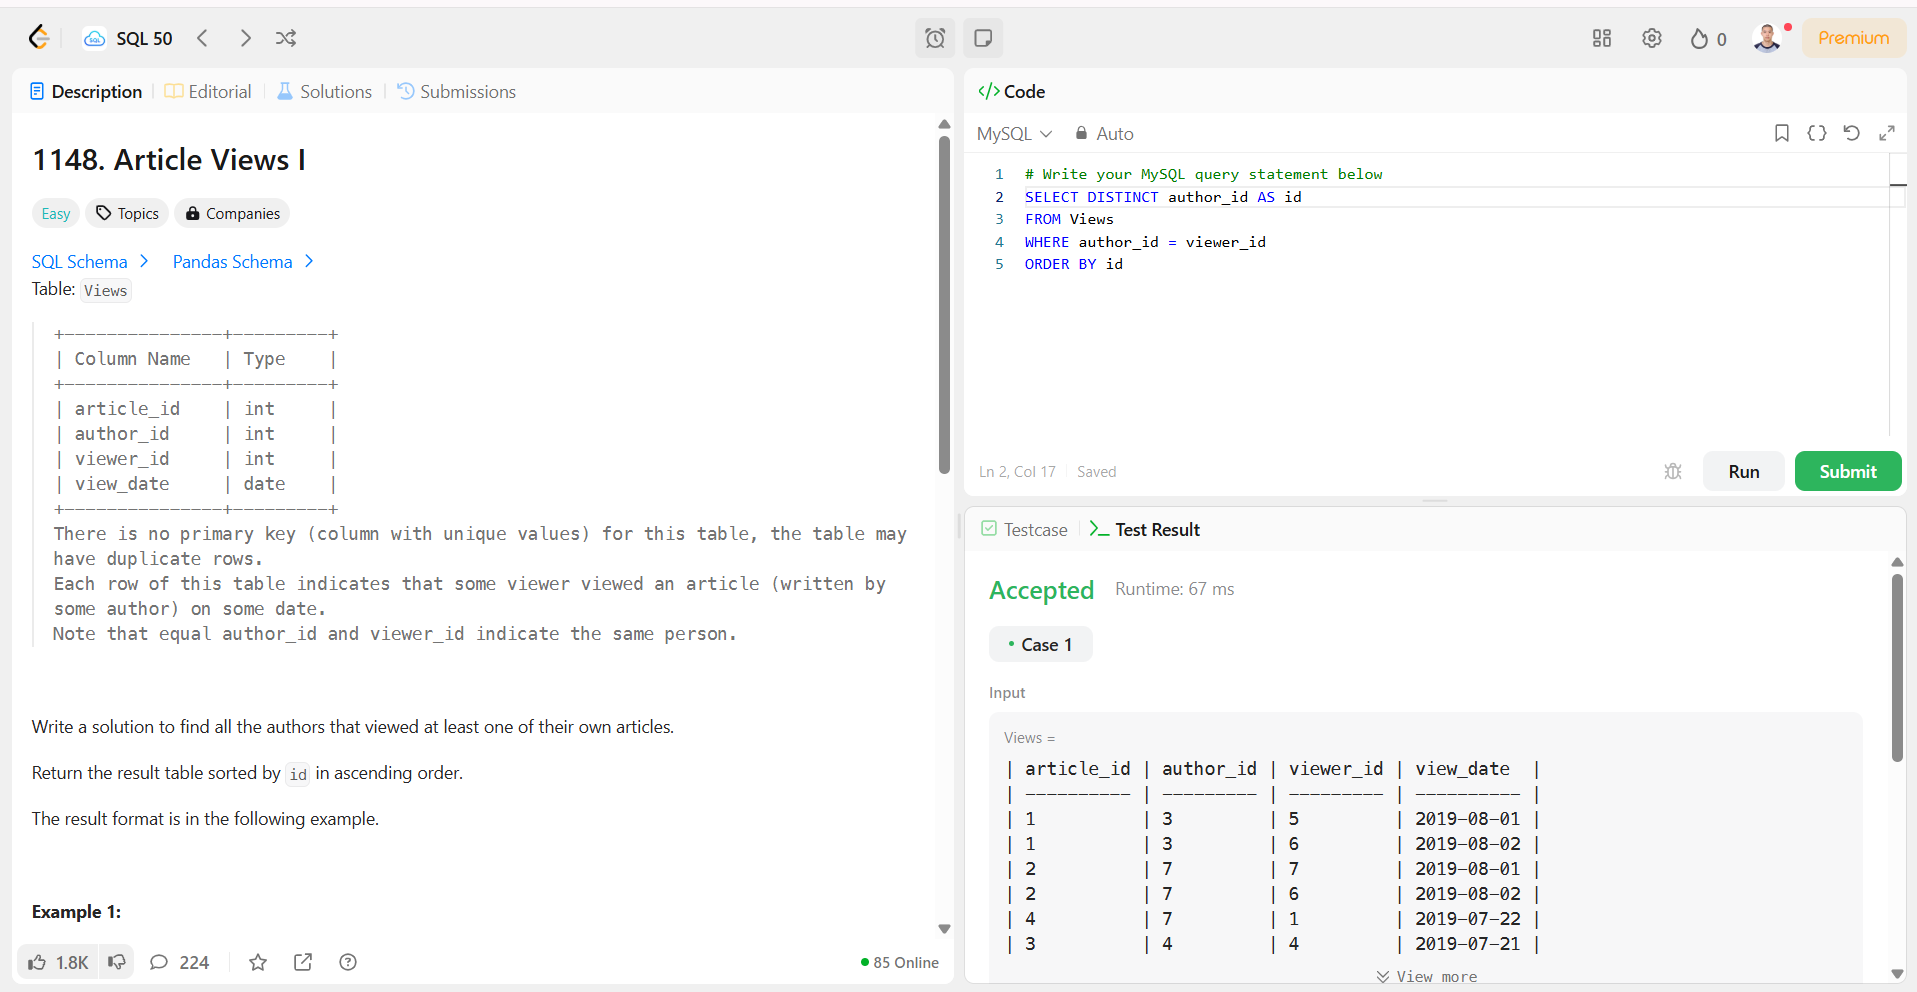 SQL 50
0
Premium
Description
Editorial
Solutions
Submissions
1148. Article Views I
Easy
Topics
Companies
SQL Schema
Pandas Schema
Table: Views
+---------------+---------+
| Column Name   | Type    |
+---------------+---------+
| article_id    | int     |
| author_id     | int     |
| viewer_id     | int     |
| view_date     | date    |
+---------------+---------+
There is no primary key (column with unique values) for this table, the table may
have duplicate rows.
Each row of this table indicates that some viewer viewed an article (written by
some author) on some date.
Note that equal author_id and viewer_id indicate the same person.
Write a solution to find all the authors that viewed at least one of their own articles.
Return the result table sorted by id in ascending order.
The result format is in the following example.
Example 1:
1.8K
224
85 Online
</> Code
MySQL
Auto
1 # Write your MySQL query statement below
2 SELECT DISTINCT author_id AS id
3 FROM Views
4 WHERE author_id = viewer_id
5 ORDER BY id
Ln 2, Col 17
Saved
Run
Submit
Testcase
Test Result
Accepted
Runtime: 67 ms
• Case 1
Input
Views =
| article_id | author_id | viewer_id | view_date  |
| ---------- | --------- | --------- | ---------- |
| 1          | 3         | 5         | 2019-08-01 |
| 1          | 3         | 6         | 2019-08-02 |
| 2          | 7         | 7         | 2019-08-01 |
| 2          | 7         | 6         | 2019-08-02 |
| 4          | 7         | 1         | 2019-07-22 |
| 3          | 4         | 4         | 2019-07-21 |
View more